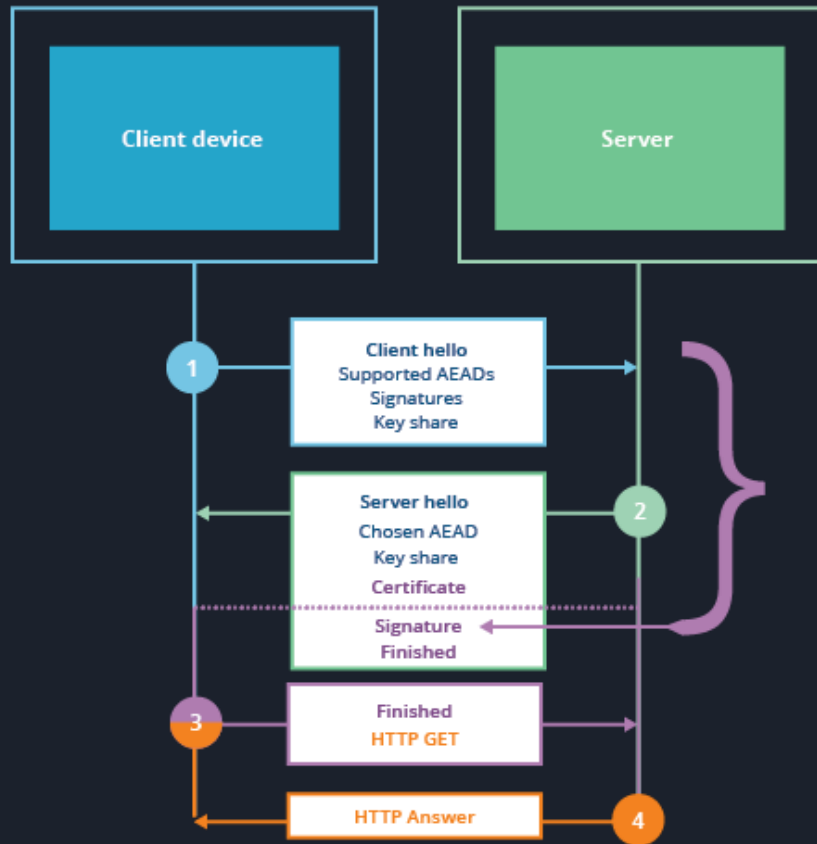 Client device
Server
1
Client hello
Supported AEADs
Signatures
Key share
Server hello
2
Chosen AEAD
Key share
Certificate
Signature
Finished
3
Finished
HTTP GET
HTTP Answer
4